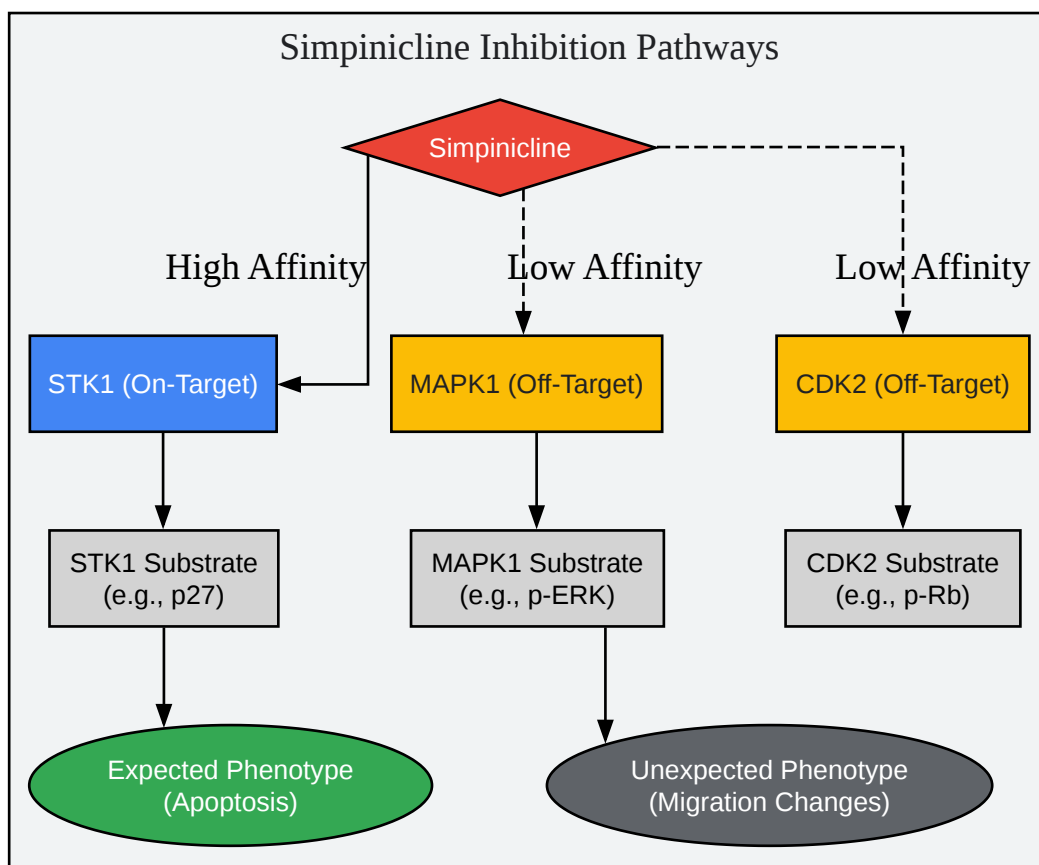 Simpinicline Inhibition Pathways
Simpinicline
High Affinity
Low Affinity
Low Affinity
STK1 (On-Target)
MAPK1 (Off-Target)
CDK2 (Off-Target)
STK1 Substrate
(e.g., p27)
MAPK1 Substrate
(e.g., p-ERK)
CDK2 Substrate
(e.g., p-Rb)
Expected Phenotype
(Apoptosis)
Unexpected Phenotype
(Migration Changes)